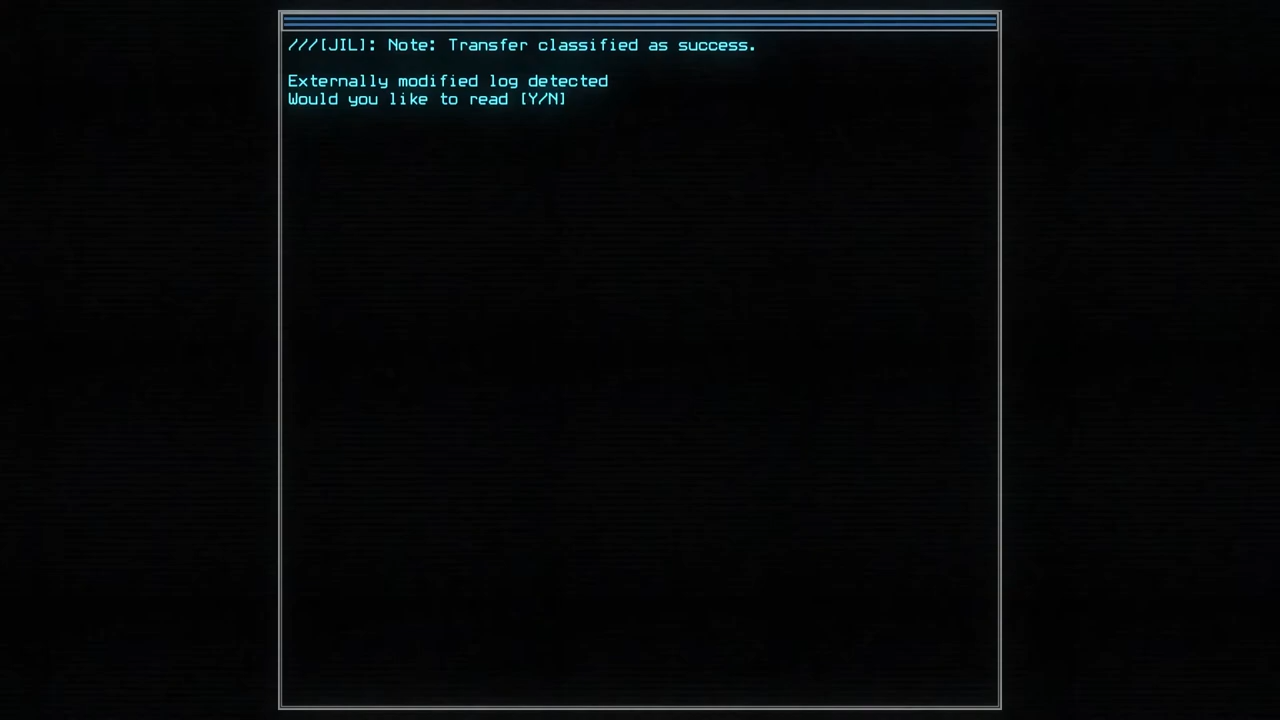 ///[JIL]: Note: Transfer classified as success.
Externally modified log detected
Would you like to read [Y/N]